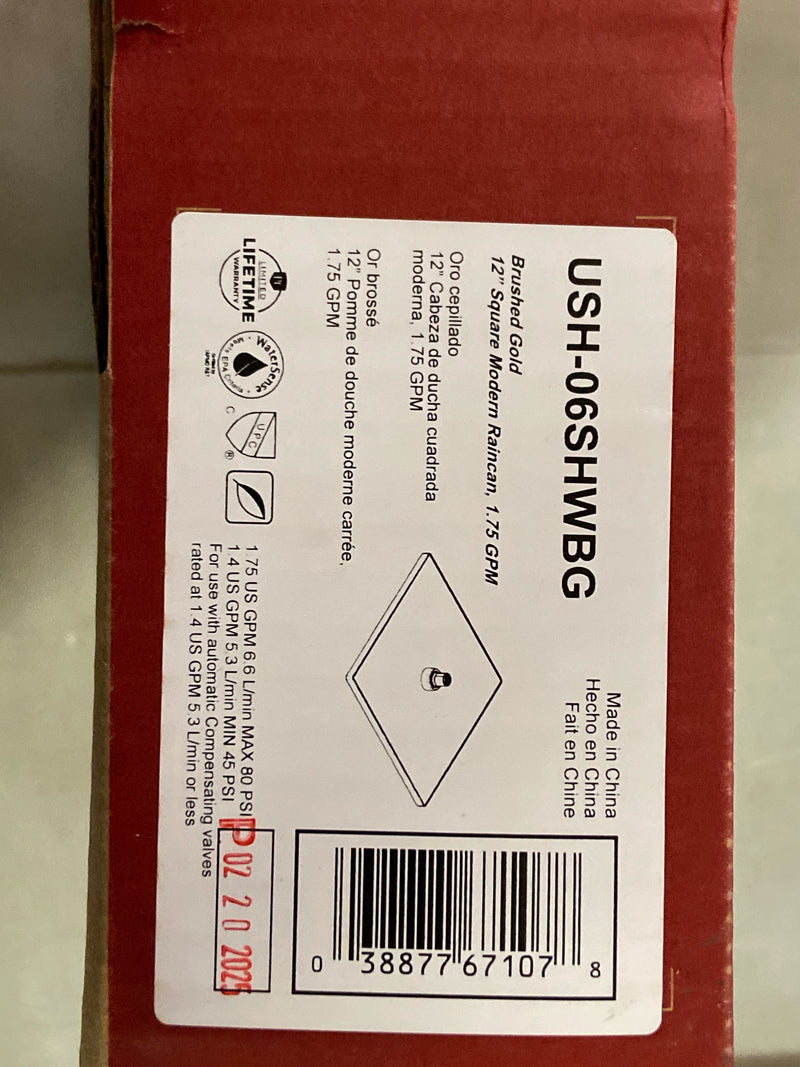 USH-06SHWBG
Made in China
Hecho en China
Fait en Chine
Brushed Gold
12" Square Modern Raincan, 1.75 GPM
Oro cepillado
12" Cabeza de ducha cuadrada
moderna, 1.75 GPM
Or brossé
12" Pomme de douche moderne carrée,
1.75 GPM
LIMITED
LIFETIME
WARRANTY
WaterSense
Meets EPA Criteria
C
UPC
®
1.75 US GPM 6.6 L/min MAX 80 PSI
1.4 US GPM 5.3 L/min MIN 45 PSI
For use with automatic Compensating valves
rated at 1.4 US GPM 5.3 L/min or less
P 02 20 2025
0 38877 67107 8